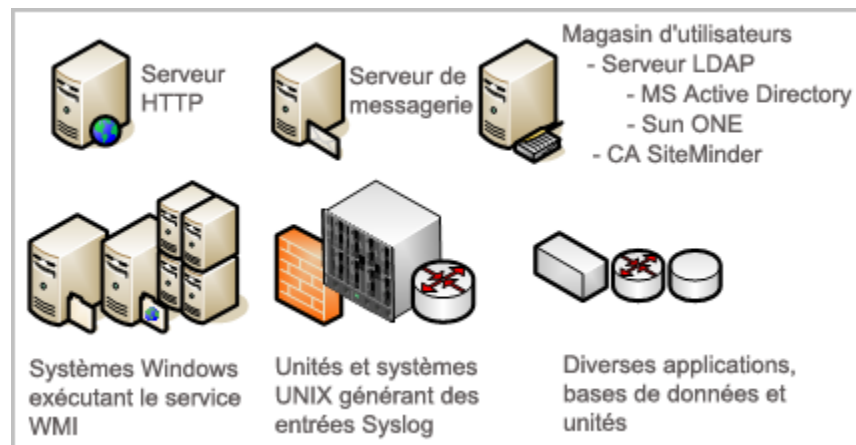 Serveur
HTTP
Serveur de
messagerie
Magasin d'utilisateurs
- Serveur LDAP
- MS Active Directory
- Sun ONE
- CA SiteMinder
Systèmes Windows
exécutant le service
WMI
Unités et systèmes
UNIX générant des
entrées Syslog
Diverses applications,
bases de données et
unités